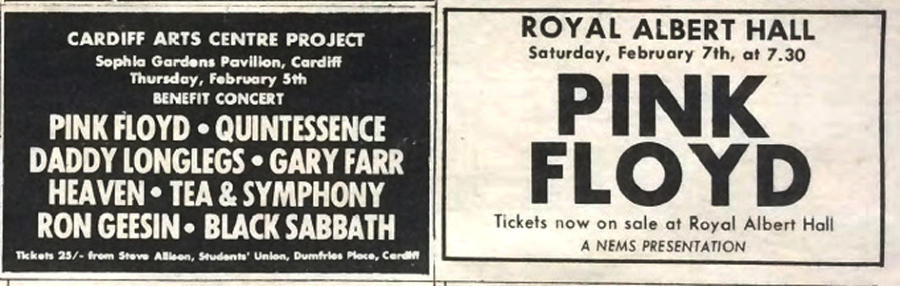 CARDIFF ARTS CENTRE PROJECT
Sophia Gardens Pavilion, Cardiff
Thursday, February 5th
BENEFIT CONCERT
PINK FLOYD • QUINTESSENCE
DADDY LONGLEGS • GARY FARR
HEAVEN • TEA & SYMPHONY
RON GEESIN • BLACK SABBATH
Tickets 25/- from Steve Allison, Students' Union, Dumfries Place, Cardiff
ROYAL ALBERT HALL
Saturday, February 7th, at 7.30
PINK
FLOYD
Tickets now on sale at Royal Albert Hall
A NEMS PRESENTATION